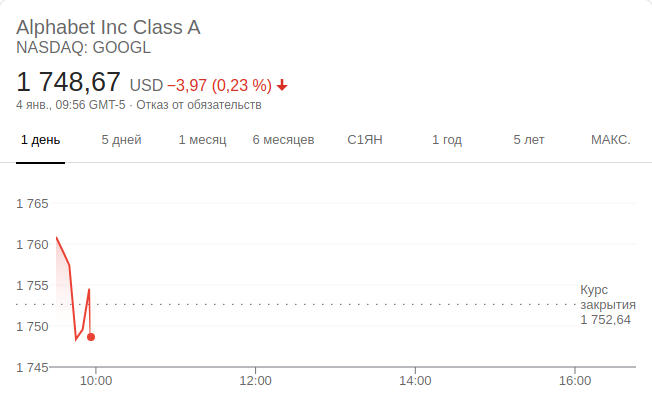 Alphabet Inc Class A
NASDAQ: GOOGL
1 748,67 USD −3,97 (0,23 %)
4 янв., 09:56 GMT-5 · Отказ от обязательств
1 день 5 дней 1 месяц 6 месяцев С1ЯН 1 год 5 лет МАКС.
1 765
1 760
1 755
1 750
1 745
Курс
закрытия
1 752,64
10:00 12:00 14:00 16:00